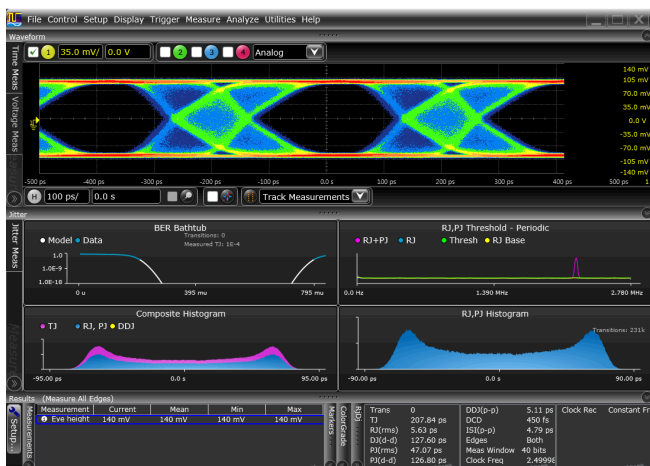 File Control Setup Display Trigger Measure Analyze Utilities Help
Waveform
1 35.0 mV/ 0.0 V 2 3 4 Analog
Time Meas
Voltage Meas
140 mV
105 mV
70.0 mV
35.0 mV
0.0 V
-35.0 mV
-70.0 mV
-105 mV
-140 mV
-500 ps -400 ps -300 ps -200 ps -100 ps 0.0 s 100 ps 200 ps 300 ps 400 ps 500 ps 1
H 100 ps/ 0.0 s Track Measurements
Jitter
Jitter Meas
BER Bathtub
Transitions: 0
Measured TJ: 1E-4
Model Data
1.0
1.0E-9
1.0E-18
0 u 395 mu 795 mu
RJ,PJ Threshold - Periodic
RJ+PJ RJ Thresh RJ Base
0.0 Hz 1.390 MHz 2.780 MHz
Composite Histogram
TJ RJ, PJ DDJ
-95.00 ps 0.0 s 95.00 ps
RJ,PJ Histogram
Transitions: 231k
-90.00 ps 0.0 s 90.00 ps
Results (Measure All Edges)
Setup...
Measurements
Measurement Current Mean Min Max
Eye height 140 mV 140 mV 140 mV 140 mV
Markers
ColorGrade
RJDJ
Trans 0
TJ 207.84 ps
RJ(rms) 5.63 ps
DJ(d-d) 127.60 ps
PJ(rms) 47.07 ps
PJ(d-d) 126.80 ps
DDJ(p-p) 5.11 ps
DCD 450 fs
ISI(p-p) 4.79 ps
Edges Both
Meas Window 40 bits
Clock Freq 2.49998
Clock Rec Constant Fr